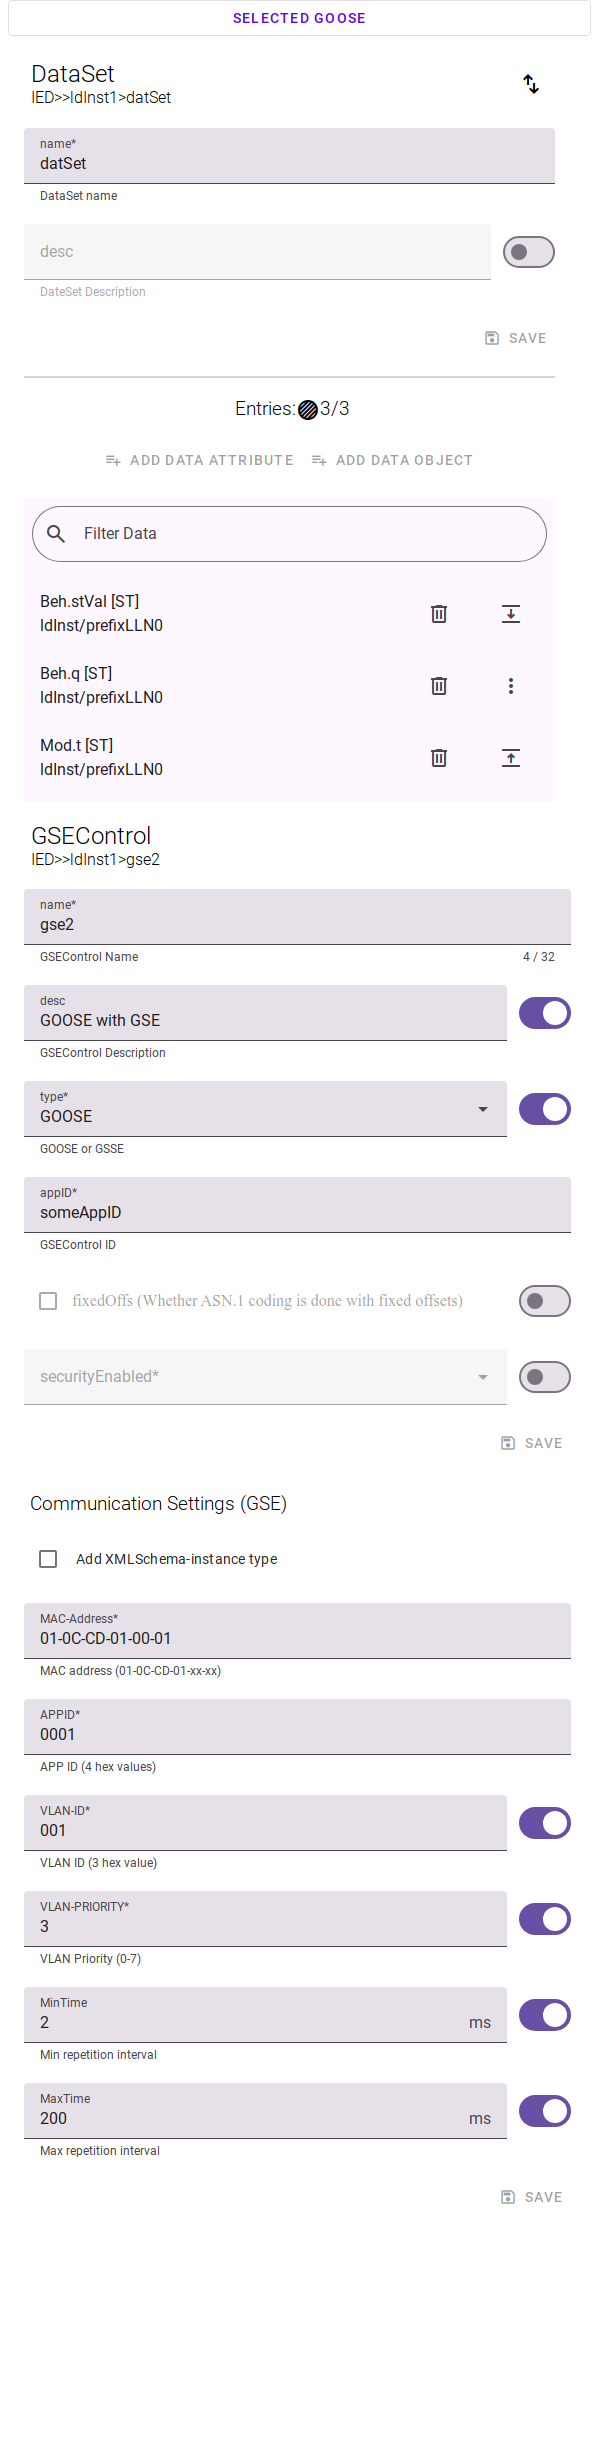 SELECTED GOOSE
DataSet
IED>>ldInst1>datSet
name*
datSet
DataSet name
desc
DateSet Description
SAVE
Entries: 3/3
ADD DATA ATTRIBUTE ADD DATA OBJECT
Filter Data
Beh.stVal [ST]
ldInst/prefixLLN0
Beh.q [ST]
ldInst/prefixLLN0
Mod.t [ST]
ldInst/prefixLLN0
GSEControl
IED>>ldInst1>gse2
name*
gse2
GSEControl Name 4 / 32
desc
GOOSE with GSE
GSEControl Description
type*
GOOSE
GOOSE or GSSE
appID*
someAppID
GSEControl ID
fixedOffs (Whether ASN.1 coding is done with fixed offsets)
securityEnabled*
SAVE
Communication Settings (GSE)
Add XMLSchema-instance type
MAC-Address*
01-0C-CD-01-00-01
MAC address (01-0C-CD-01-xx-xx)
APPID*
0001
APP ID (4 hex values)
VLAN-ID*
001
VLAN ID (3 hex value)
VLAN-PRIORITY*
3
VLAN Priority (0-7)
MinTime
2 ms
Min repetition interval
MaxTime
200 ms
Max repetition interval
SAVE